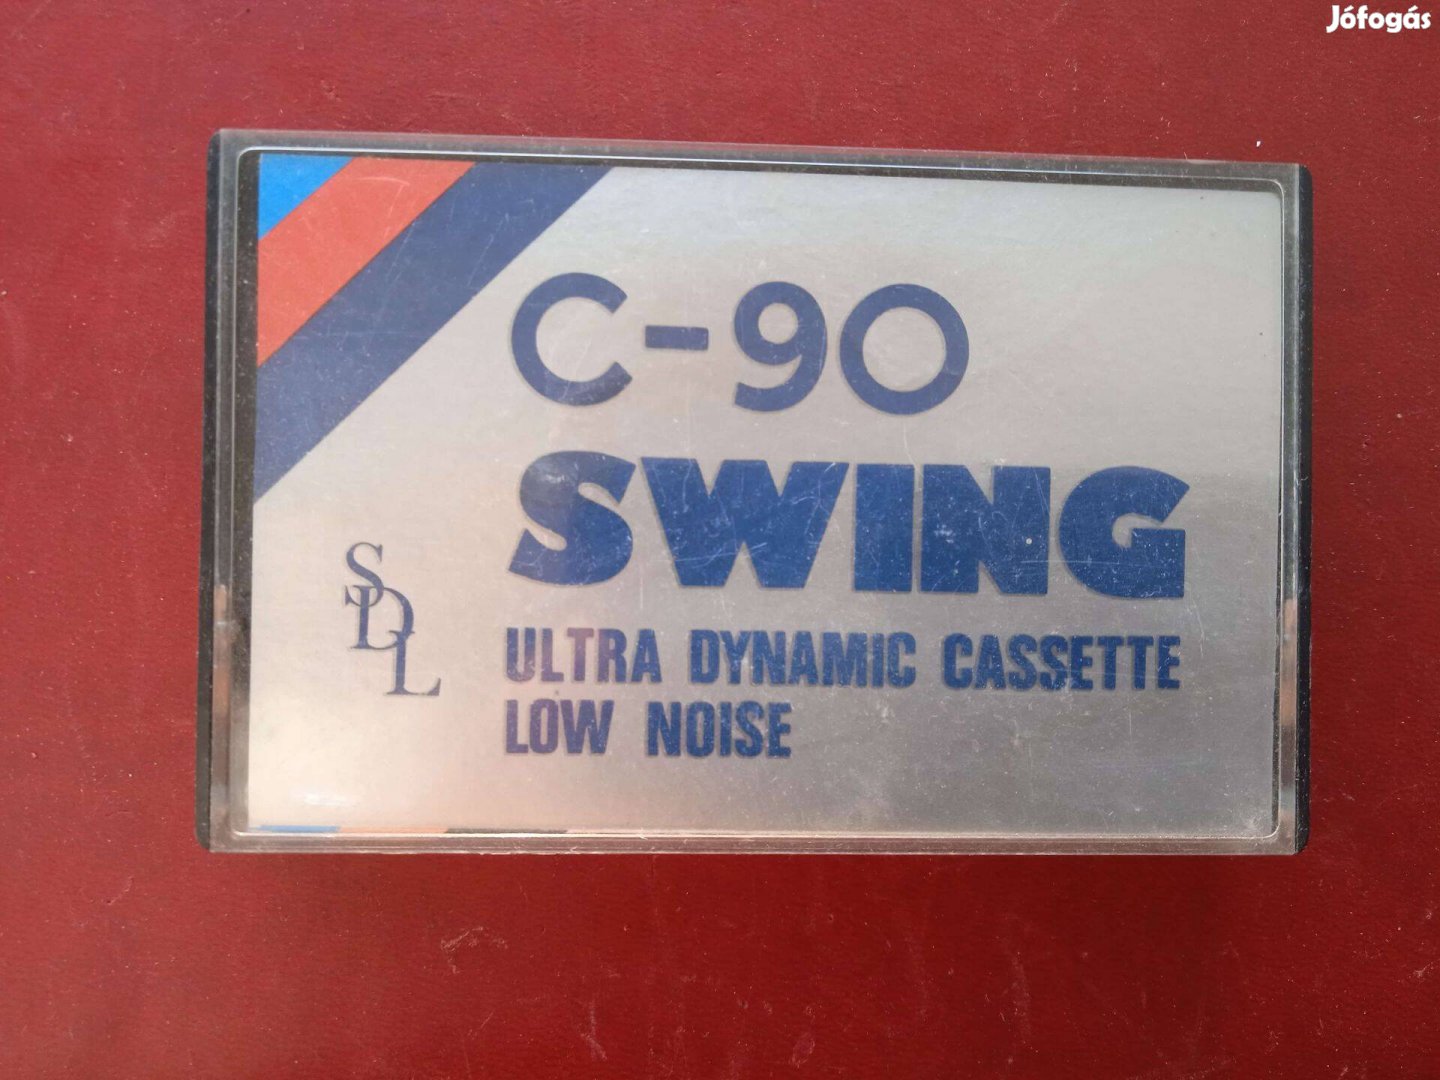 Jófogás
C-90
SWING
SDL
ULTRA DYNAMIC CASSETTE
LOW NOISE